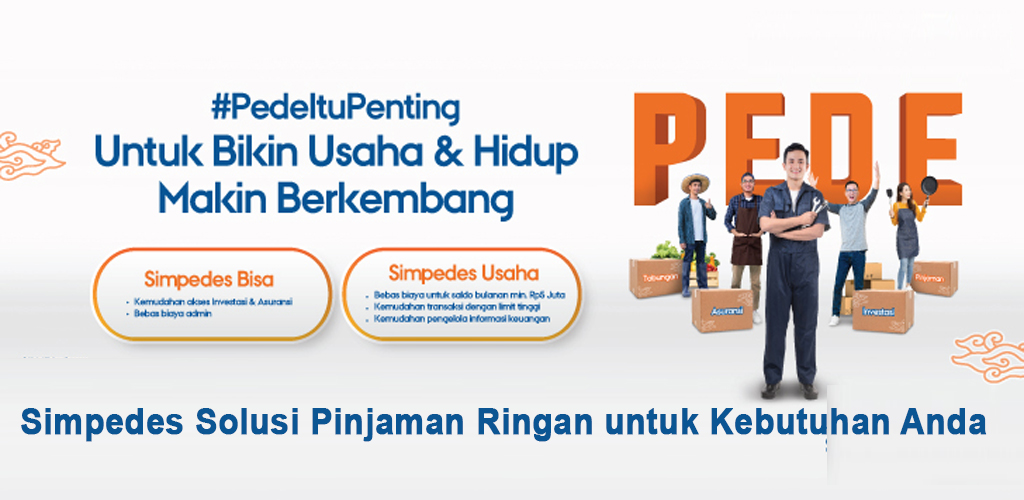 #PedeItuPenting
Untuk Bikin Usaha & Hidup
Makin Berkembang
Simpedes Bisa
• Kemudahan akses Investasi & Asuransi
• Bebas biaya admin
Simpedes Usaha
• Bebas biaya untuk saldo bulanan min. Rp5 Juta
• Kemudahan transaksi dengan limit tinggi
• Kemudahan pengelola informasi keuangan
PEDE
Tabungan
Asuransi
Pinjaman
Investasi
Simpedes Solusi Pinjaman Ringan untuk Kebutuhan Anda